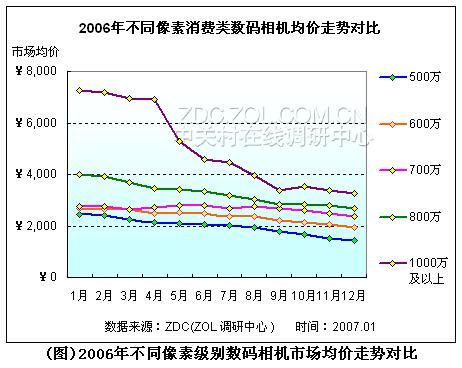 2006年不同像素消费类数码相机均价走势对比
市场均价
¥8,000
¥6,000
¥4,000
¥2,000
¥0
ZDC.ZOL.COM.CN
中关村在线调研中心
500万
600万
700万
800万
1000万
及以上
1月 2月 3月 4月 5月 6月 7月 8月 9月 10月 11月 12月
数据来源：ZDC(ZOL调研中心) 时间：2007.01
(图)2006年不同像素级别数码相机市场均价走势对比